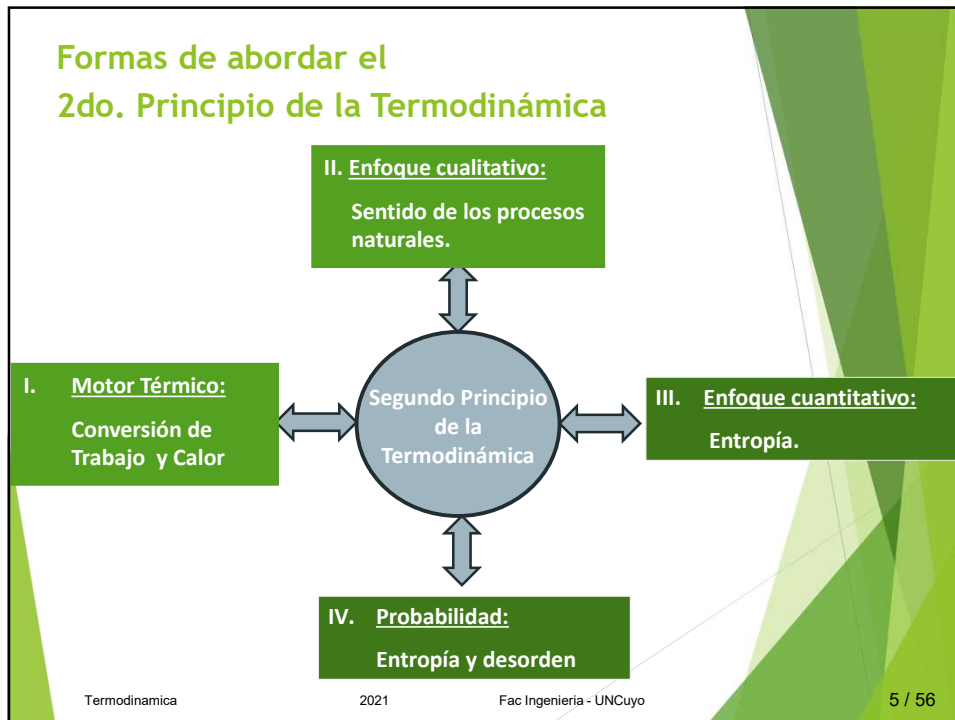 Formas de abordar el
2do. Principio de la Termodinámica
II. Enfoque cualitativo:
Sentido de los procesos
naturales.
I. Motor Térmico:
Conversión de
Trabajo y Calor
Segundo Principio
de la
Termodinámica
III. Enfoque cuantitativo:
Entropía.
IV. Probabilidad:
Entropía y desorden
Termodinamica 2021 Fac Ingenieria - UNCuyo 5 / 56